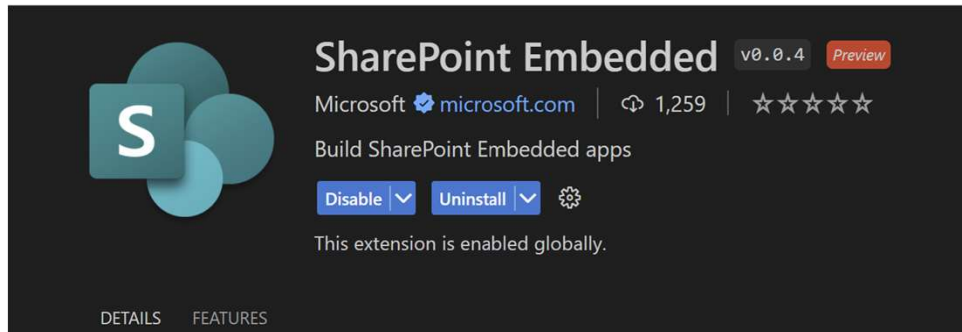 SharePoint Embedded v0.0.4 Preview
Microsoft microsoft.com 1,259
S
Build SharePoint Embedded apps
Disable Uninstall
This extension is enabled globally.
DETAILS FEATURES